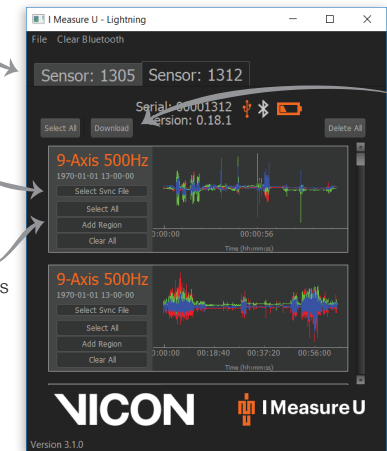 I Measure U - Lightning
File Clear Bluetooth
Sensor: 1305 Sensor: 1312
Serial: 00001312
Version: 0.18.1
Select All Download Delete All
9-Axis 500Hz
1970-01-01 13-00-00
Select Sync File
Select All
Add Region
Clear All
0:00:00 00:00:56
Time (hh:mm:ss)
9-Axis 500Hz
1970-01-01 13-00-00
Select Sync File
Select All
Add Region
Clear All
0:00:00 00:18:40 00:37:20 00:56:00
Time (hh:mm:ss)
s
VICON I Measure U
Version 3.1.0